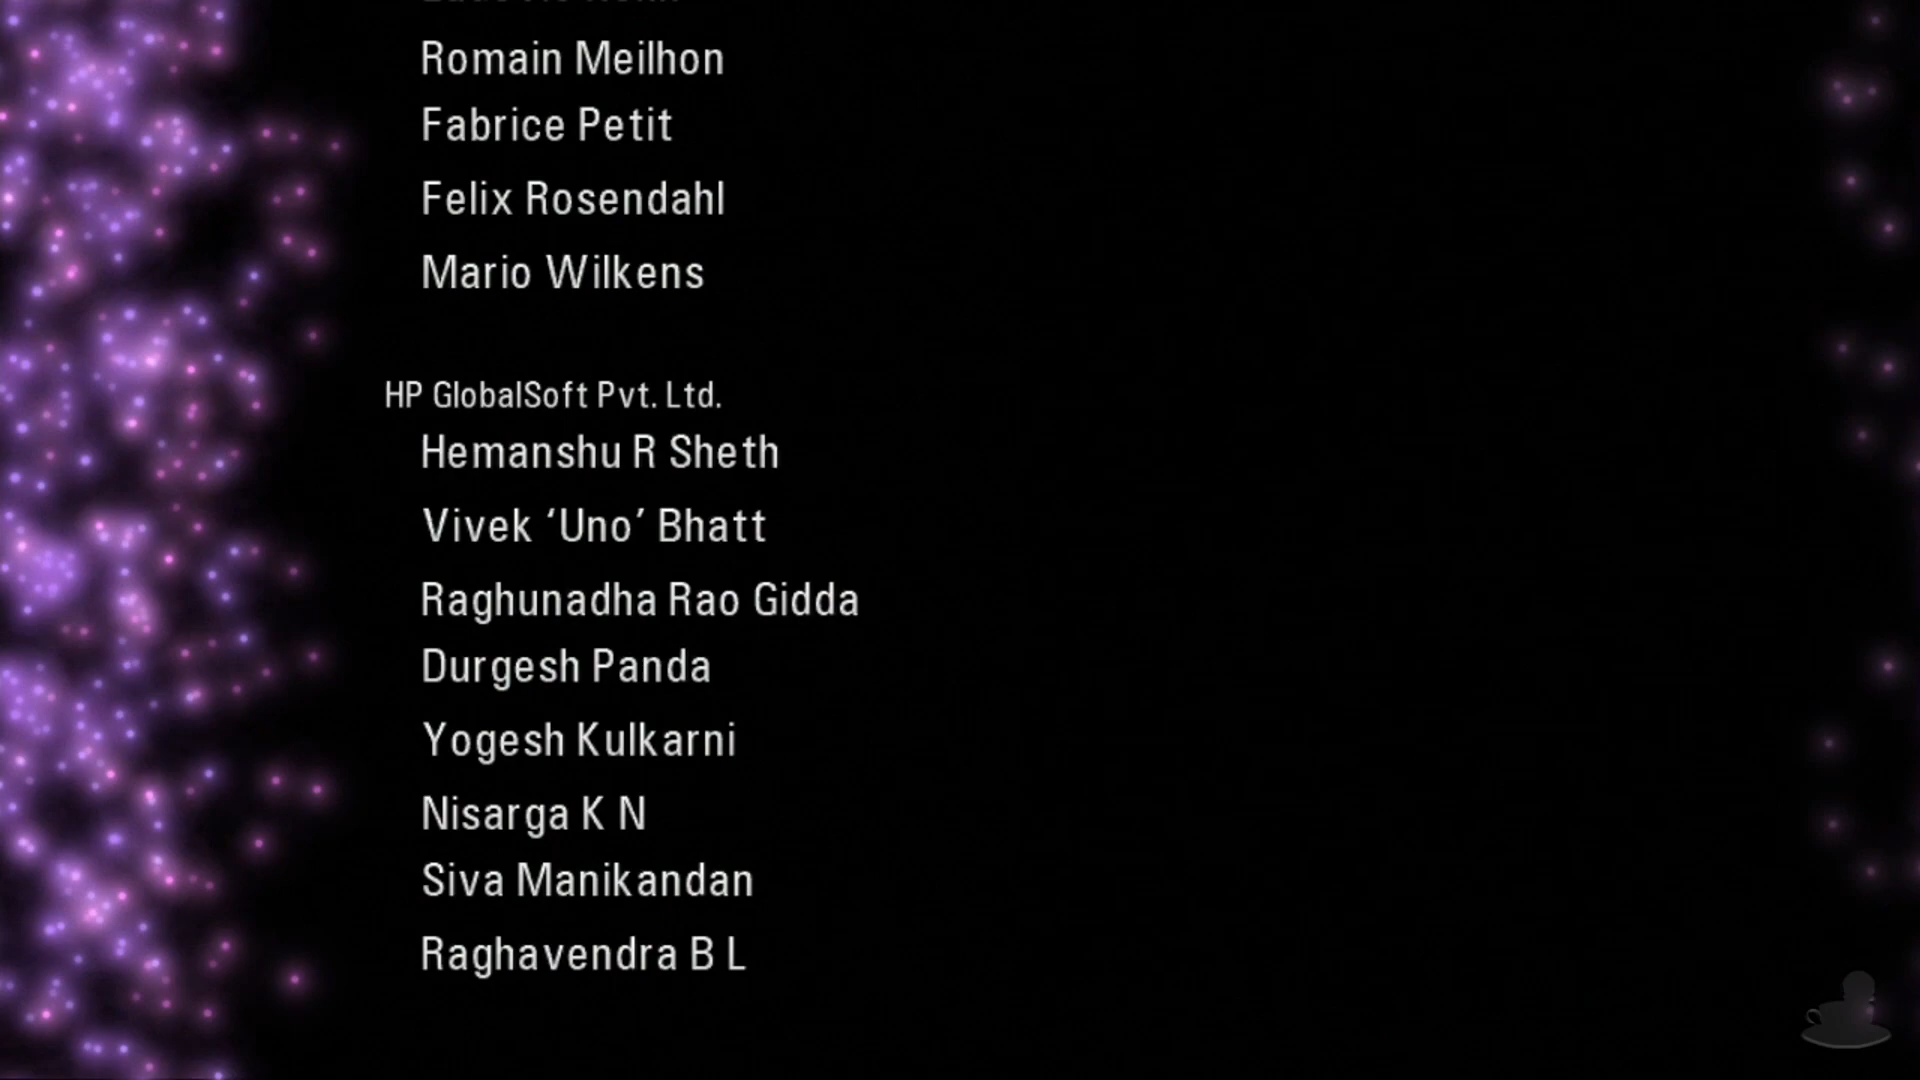 Romain Meilhon
Fabrice Petit
Felix Rosendahl
Mario Wilkens
HP GlobalSoft Pvt. Ltd.
Hemanshu R Sheth
Vivek ‘Uno’ Bhatt
Raghunadha Rao Gidda
Durgesh Panda
Yogesh Kulkarni
Nisarga K N
Siva Manikandan
Raghavendra B L